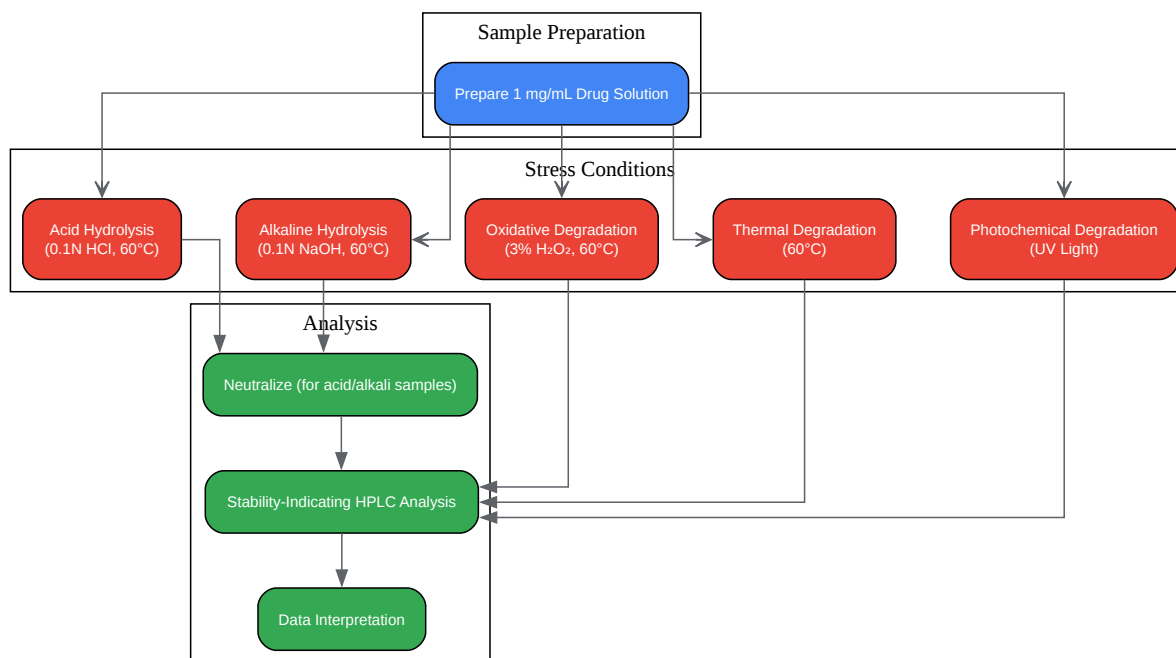 Sample Preparation
Prepare 1 mg/mL Drug Solution
Stress Conditions
Acid Hydrolysis
(0.1N HCl, 60°C)
Alkaline Hydrolysis
(0.1N NaOH, 60°C)
Oxidative Degradation
(3% H₂O₂, 60°C)
Thermal Degradation
(60°C)
Photochemical Degradation
(UV Light)
Analysis
Neutralize (for acid/alkali samples)
Stability-Indicating HPLC Analysis
Data Interpretation